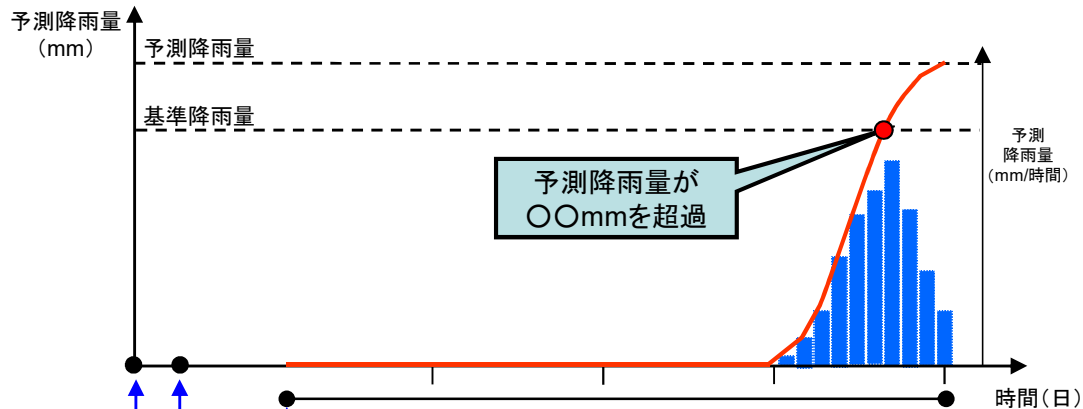 予測降雨量
（mm）
予測降雨量
基準降雨量
予測
降雨量
（mm/時間）
予測降雨量が
〇〇mmを超過
時間（日）